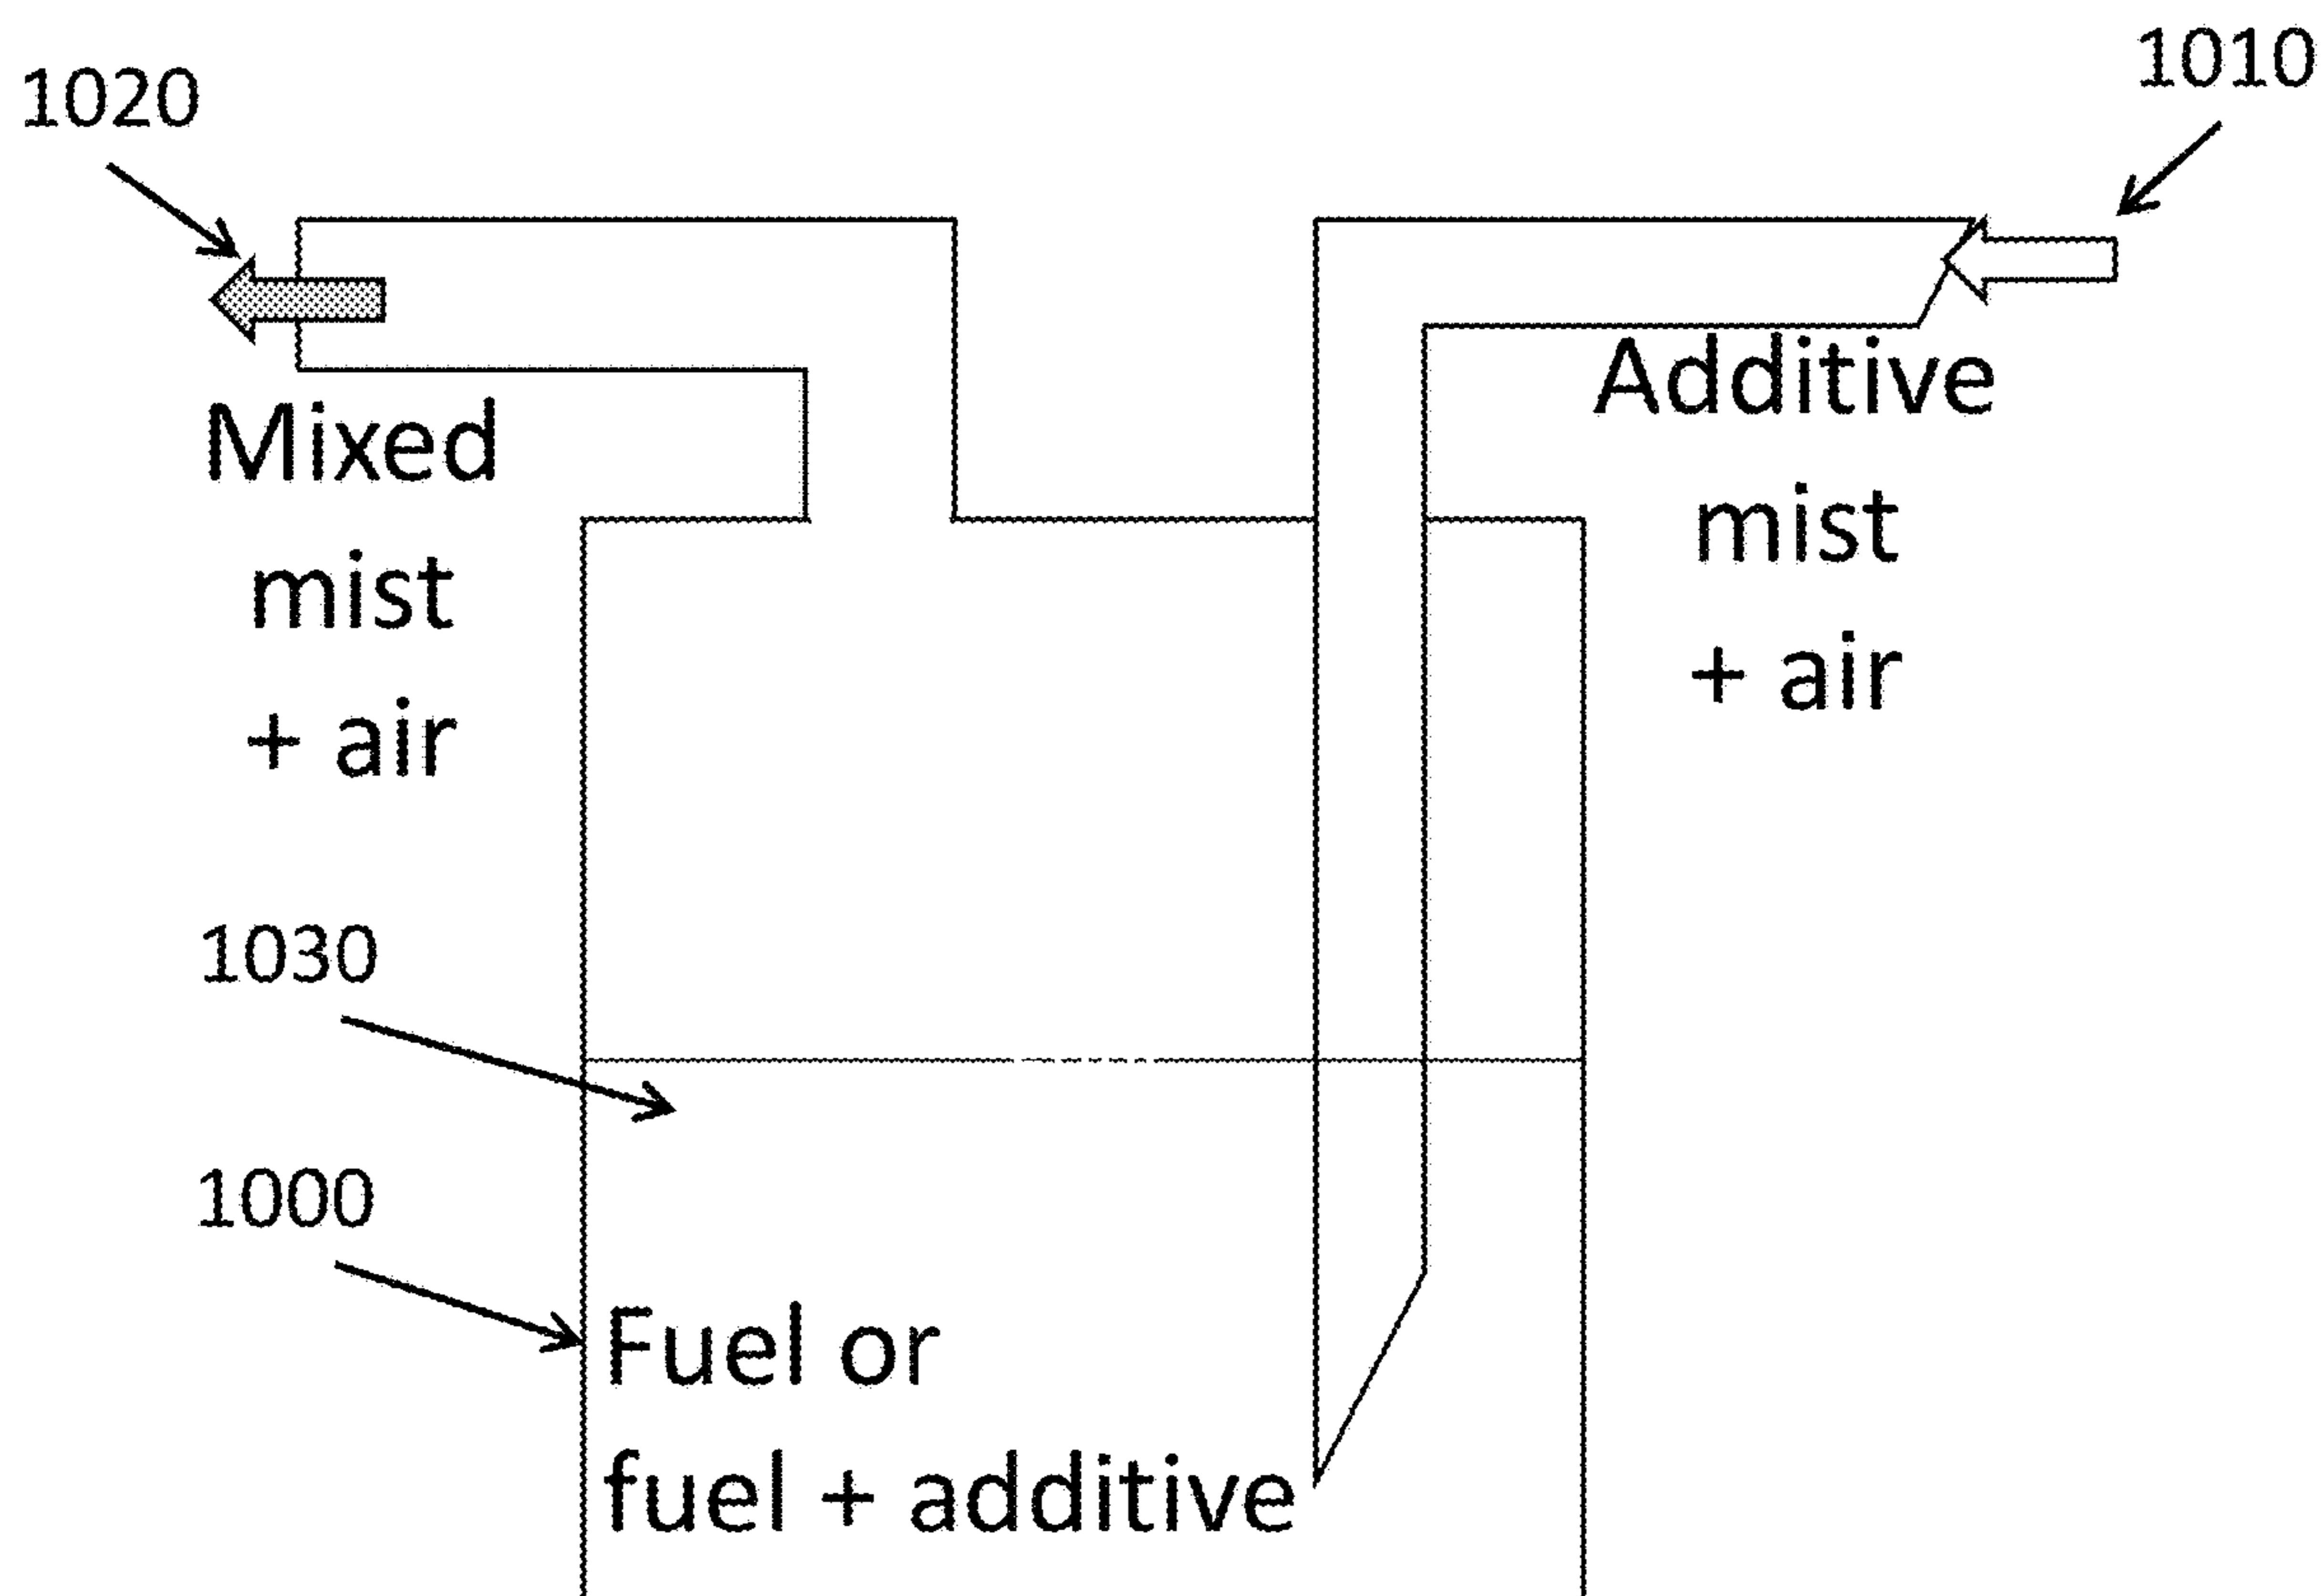 1020
1010
Mixed
mist
+ air
Additive
mist
+ air
1030
1000
Fuel or
fuel + additive